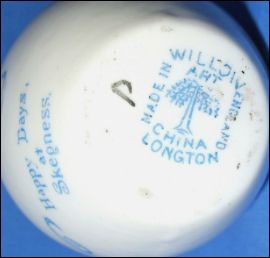 Happy Days,
at
Skegness.
WILLOW
ART
MADE IN ENGLAND
CHINA
LONGTON